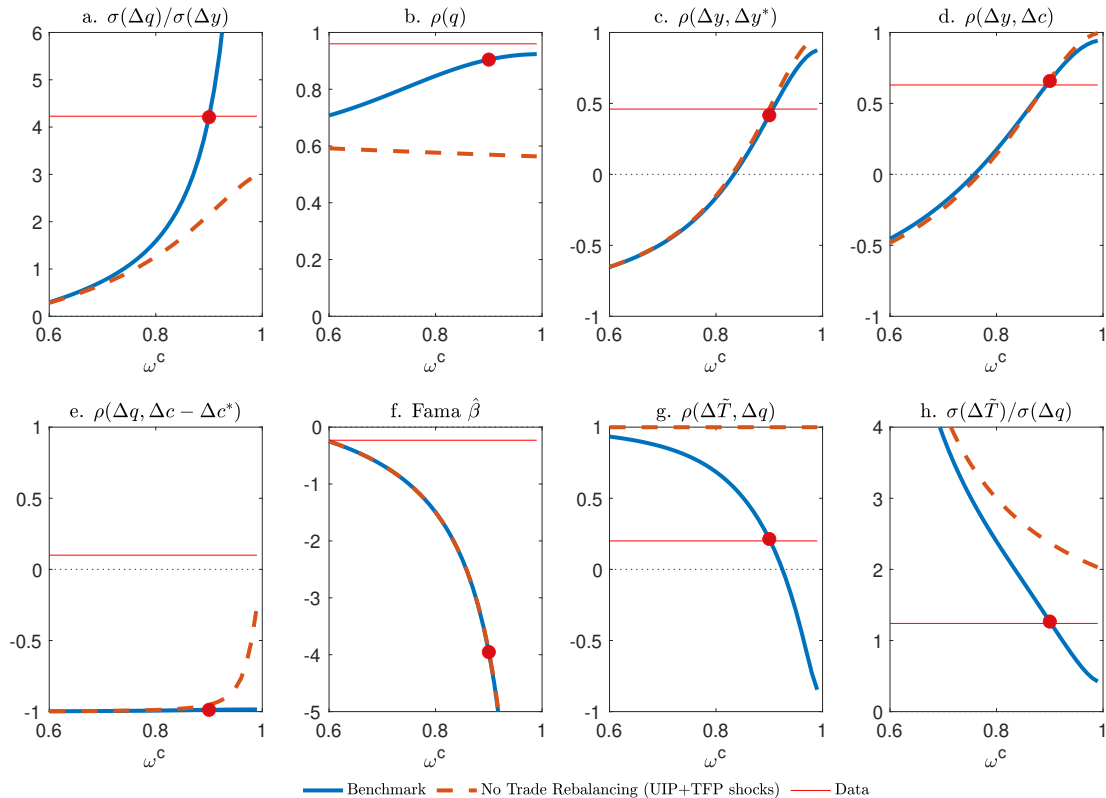 a. σ(Δq)/σ(Δy)
b. ρ(q)
c. ρ(Δy, Δy*)
d. ρ(Δy, Δc)
6
5
4
3
2
1
0
0.6 0.8 1
ω^c
1
0.8
0.6
0.4
0.2
0
0.6 0.8 1
ω^c
1
0.5
0
-0.5
-1
0.6 0.8 1
ω^c
1
0.5
0
-0.5
-1
0.6 0.8 1
ω^c
e. ρ(Δq, Δc − Δc*)
f. Fama β̂
g. ρ(ΔT̃, Δq)
h. σ(ΔT̃)/σ(Δq)
1
0.5
0
-0.5
-1
0.6 0.8 1
ω^c
0
-1
-2
-3
-4
-5
0.6 0.8 1
ω^c
1
0.5
0
-0.5
-1
0.6 0.8 1
ω^c
4
3
2
1
0
0.6 0.8 1
ω^c
Benchmark No Trade Rebalancing (UIP+TFP shocks) Data